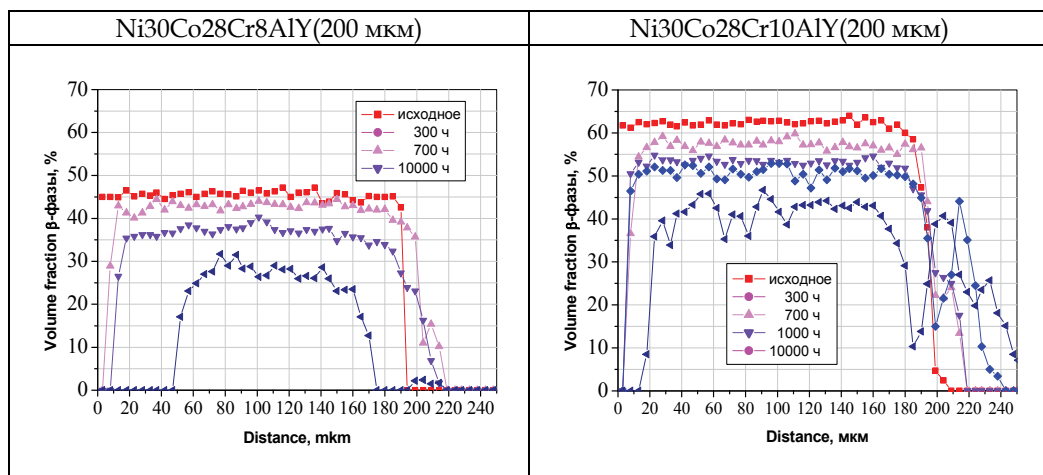 Ni30Co28Cr8AlY(200 мкм)
Ni30Co28Cr10AlY(200 мкм)
70
60
50
40
30
20
10
0
Volume fraction β-фазы, %
исходное
300 ч
700 ч
10000 ч
0 20 40 60 80 100 120 140 160 180 200 220 240
Distance, mkm
70
60
50
40
30
20
10
0
Volume fraction β-фазы, %
исходное
300 ч
700 ч
1000 ч
10000 ч
0 20 40 60 80 100 120 140 160 180 200 220 240
Distance, мкм